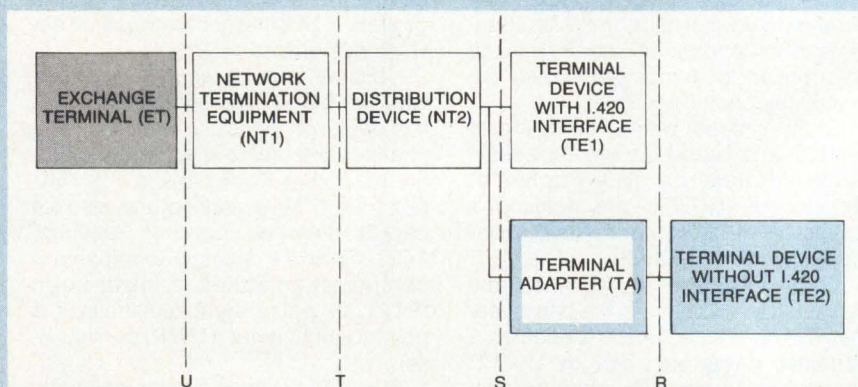 EXCHANGE
TERMINAL (ET)
NETWORK
TERMINATION
EQUIPMENT
(NT1)
DISTRIBUTION
DEVICE (NT2)
TERMINAL
DEVICE
WITH I.420
INTERFACE
(TE1)
TERMINAL
ADAPTER (TA)
TERMINAL DEVICE
WITHOUT I.420
INTERFACE (TE2)
U
T
S
R